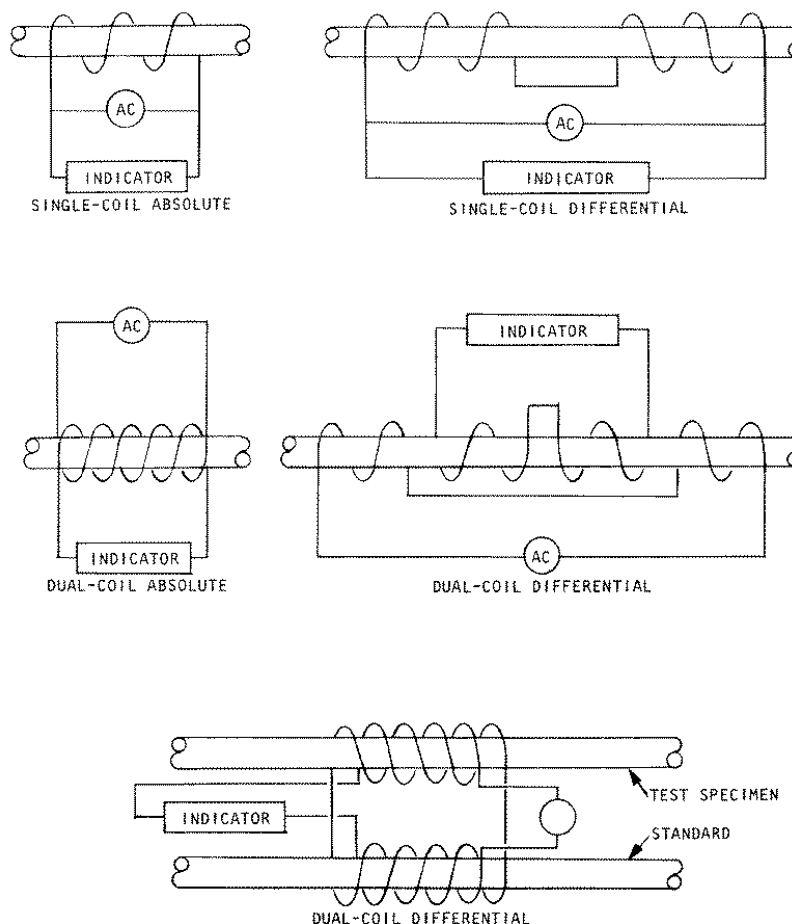 AC
AC
INDICATOR
INDICATOR
SINGLE-COIL ABSOLUTE
SINGLE-COIL DIFFERENTIAL
AC
INDICATOR
INDICATOR
AC
DUAL-COIL ABSOLUTE
DUAL-COIL DIFFERENTIAL
TEST SPECIMEN
INDICATOR
STANDARD
DUAL-COIL DIFFERENTIAL